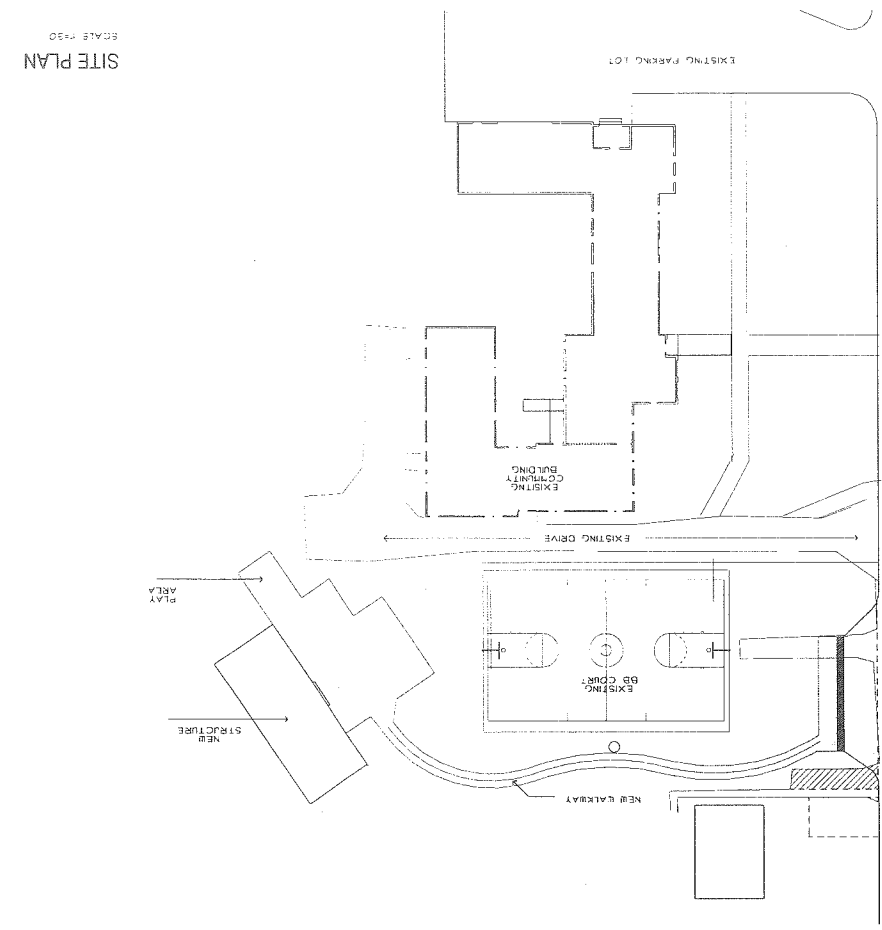 NEW WALKWAY
NEW
STRUCTURE
EXISTING
BB COURT
PLAY
AREA
EXISTING DRIVE
EXISTING
COMMUNITY
BUILDING
EXISTING PARKING LOT
SITE PLAN
SCALE 1"=30'